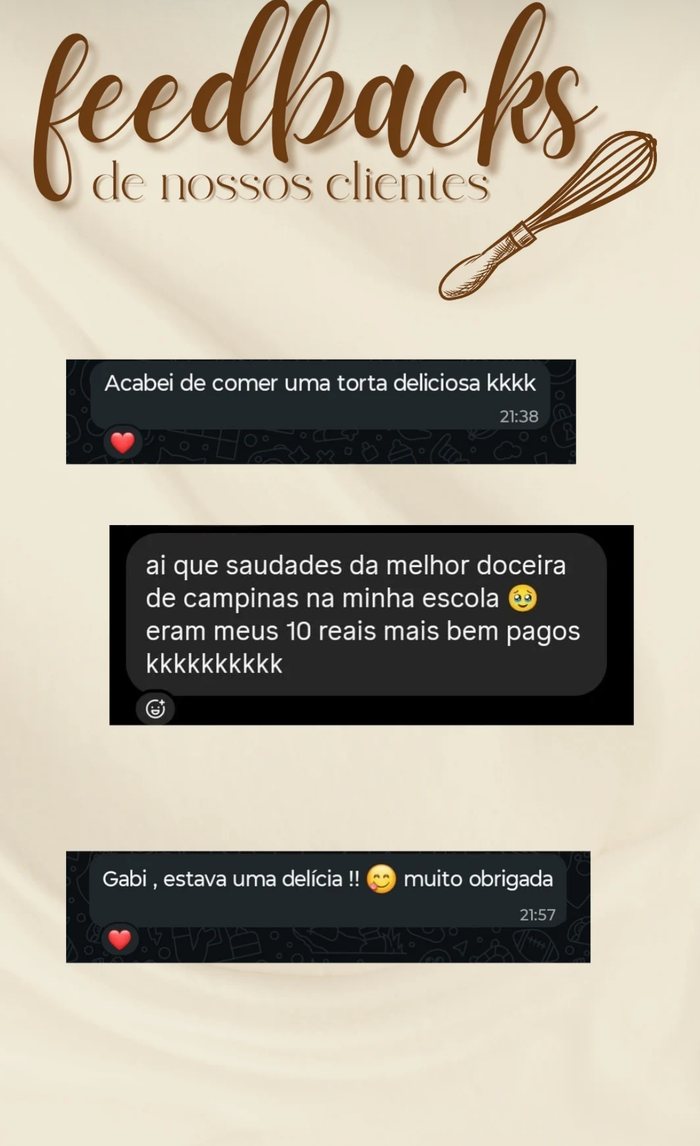 feedbacks
de nossos clientes
Acabei de comer uma torta deliciosa kkkk
21:38
ai que saudades da melhor doceira
de campinas na minha escola 🥹
eram meus 10 reais mais bem pagos
kkkkkkkkkk
Gabi , estava uma delícia !! 😋 muito obrigada
21:57